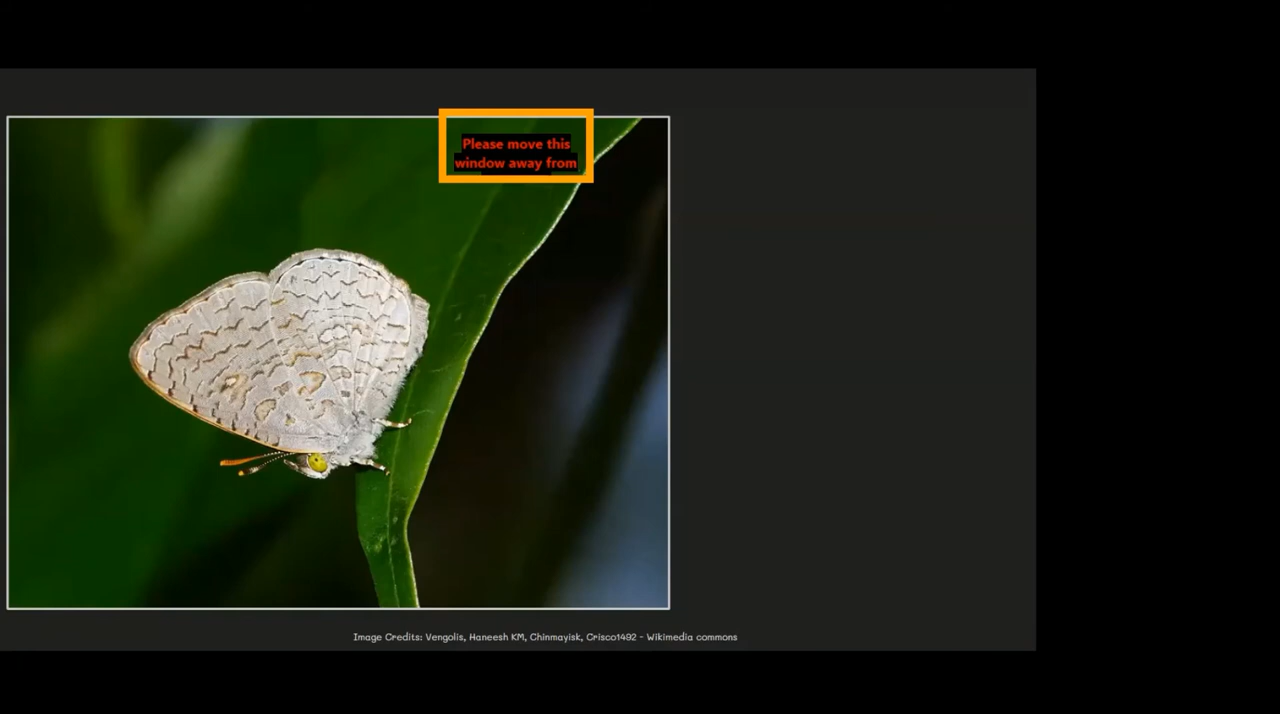 Please move this
window away from
Image Credits: Vengolis, Haneesh KM, Chinmayisk, Crisco1492 - Wikimedia commons